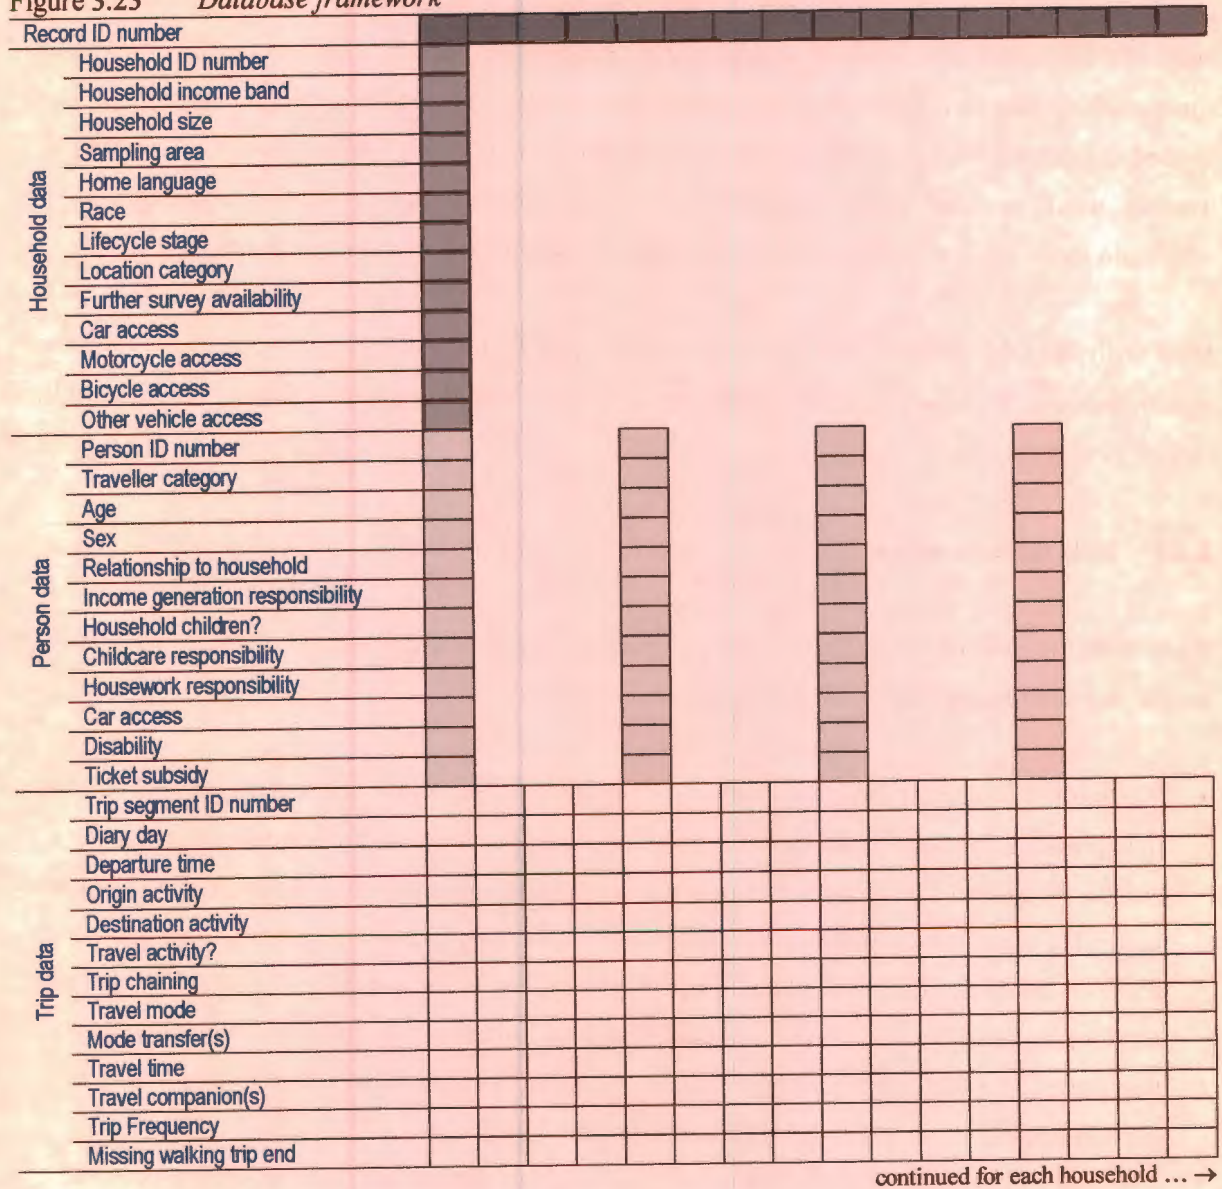 Figure 3.23 Database framework
Record ID number
Household data
Household ID number
Household income band
Household size
Sampling area
Home language
Race
Lifecycle stage
Location category
Further survey availability
Car access
Motorcycle access
Bicycle access
Other vehicle access
Person data
Person ID number
Traveller category
Age
Sex
Relationship to household
Income generation responsibility
Household children?
Childcare responsibility
Housework responsibility
Car access
Disability
Ticket subsidy
Trip data
Trip segment ID number
Diary day
Departure time
Origin activity
Destination activity
Travel activity?
Trip chaining
Travel mode
Mode transfer(s)
Travel time
Travel companion(s)
Trip Frequency
Missing walking trip end
continued for each household ... →